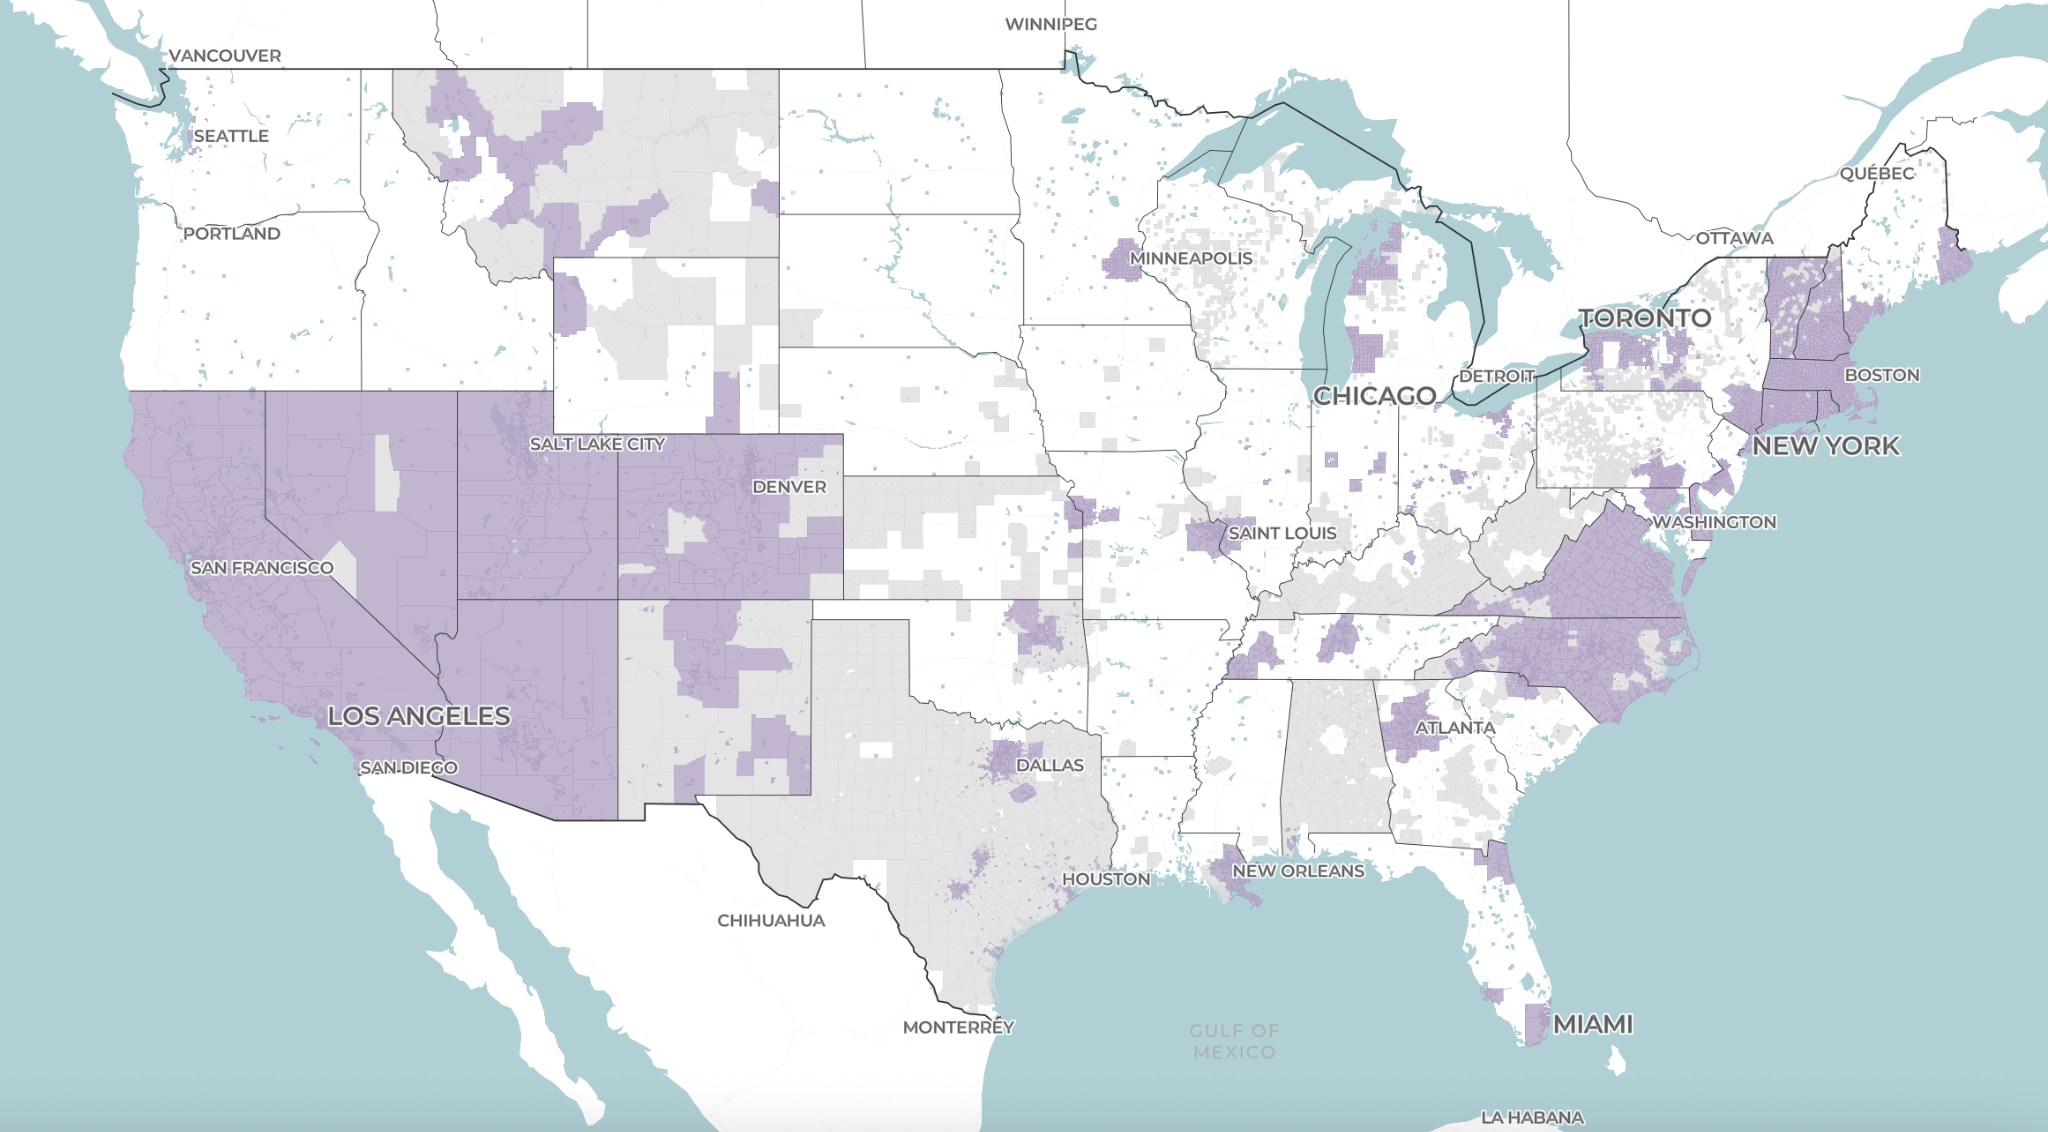 WINNIPEG
VANCOUVER
SEATTLE
QUÉBEC
PORTLAND
OTTAWA
MINNEAPOLIS
TORONTO
DETROIT
BOSTON
CHICAGO
SALT LAKE CITY
NEW YORK
DENVER
WASHINGTON
SAINT LOUIS
SAN FRANCISCO
LOS ANGELES
ATLANTA
SAN DIEGO
DALLAS
NEW ORLEANS
HOUSTON
CHIHUAHUA
MIAMI
MONTERREY
GULF OF
MEXICO
LA HABANA